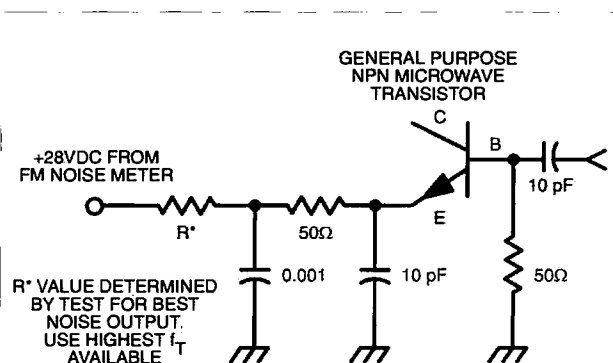 GENERAL PURPOSE
NPN MICROWAVE
TRANSISTOR
C
B
+28VDC FROM
FM NOISE METER
10 pF
E
R*
50Ω
0.001
10 pF
50Ω
R* VALUE DETERMINED
BY TEST FOR BEST
NOISE OUTPUT.
USE HIGHEST fT
AVAILABLE